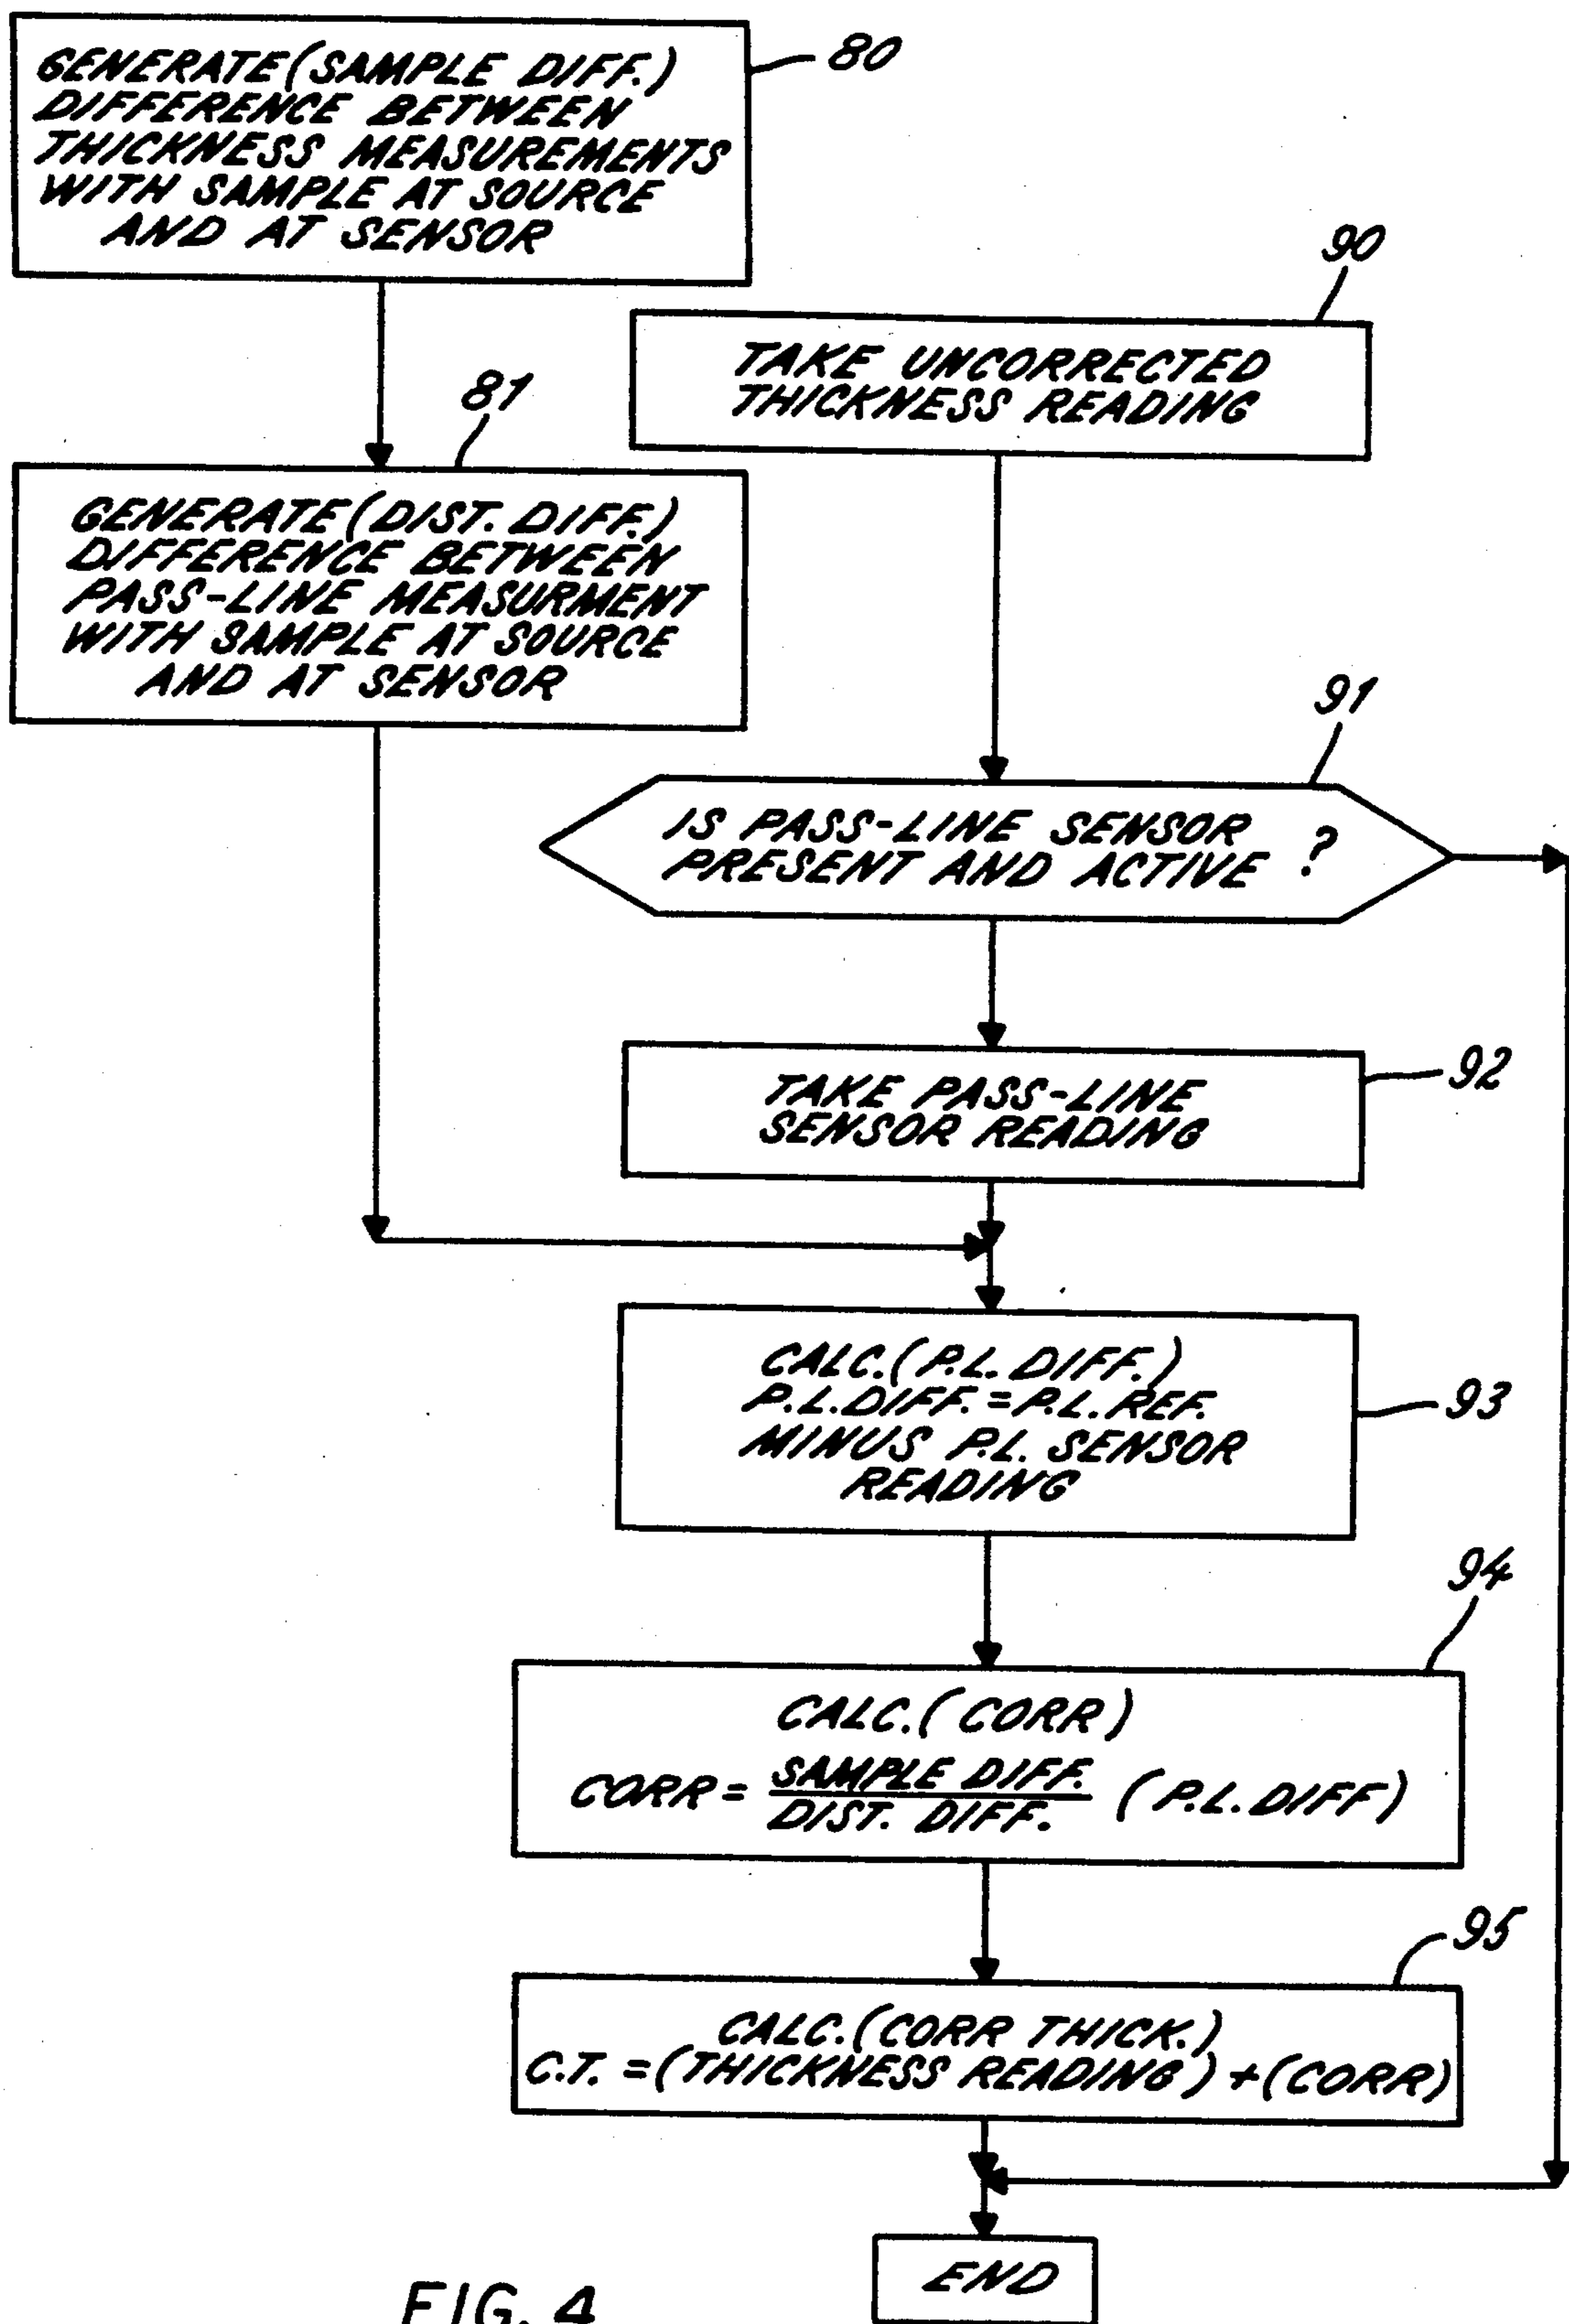 GENERATE (SAMPLE DIFF.)
DIFFERENCE BETWEEN
THICKNESS MEASUREMENTS
WITH SAMPLE AT SOURCE
AND AT SENSOR
80
90
TAKE UNCORRECTED
THICKNESS READING
81
GENERATE (DIST. DIFF.)
DIFFERENCE BETWEEN
PASS-LINE MEASURMENT
WITH SAMPLE AT SOURCE
AND AT SENSOR
91
IS PASS-LINE SENSOR
PRESENT AND ACTIVE ?
92
TAKE PASS-LINE
SENSOR READING
CALC. (P.L. DIFF.)
P.L. DIFF. = P.L. REF.
MINUS P.L. SENSOR
READING
93
94
CALC. (CORR)
CORR = SAMPLE DIFF. / DIST. DIFF. (P.L. DIFF)
95
CALC. (CORR THICK.)
C.T. = (THICKNESS READING) + (CORR)
END
FIG. 4